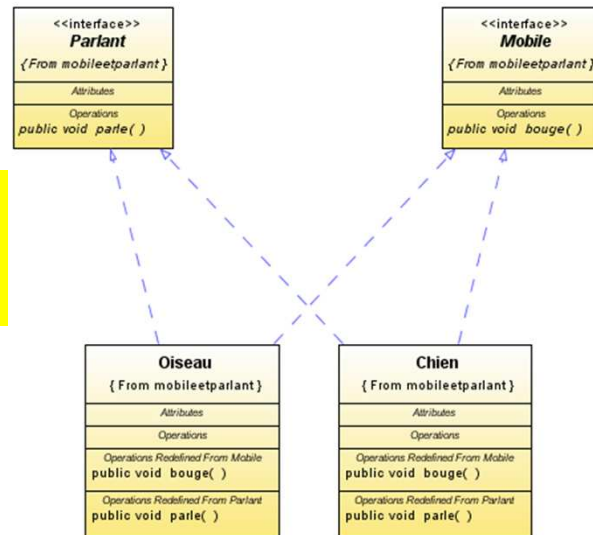 <<interface>>
Parlant
{From mobileetparlant }
Attributes
Operations
public void parle( )
<<interface>>
Mobile
{From mobileetparlant }
Attributes
Operations
public void bouge( )
Oiseau
{ From mobileetparlant }
Attributes
Operations
Operations Redefined From Mobile
public void bouge( )
Operations Redefined From Parlant
public void parle( )
Chien
{ From mobileetparlant }
Attributes
Operations
Operations Redefined From Mobile
public void bouge( )
Operations Redefined From Parlant
public void parle( )